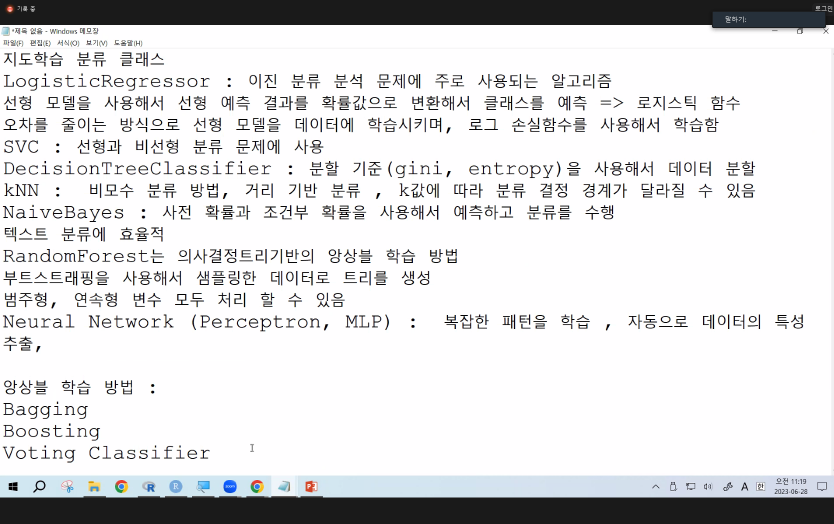 기록 중
로그인
말하기:
*제목 없음 - Windows 메모장
파일(F) 편집(E) 서식(O) 보기(V) 도움말(H)
지도학습 분류 클래스
LogisticRegressor : 이진 분류 분석 문제에 주로 사용되는 알고리즘
선형 모델을 사용해서 선형 예측 결과를 확률값으로 변환해서 클래스를 예측 => 로지스틱 함수
오차를 줄이는 방식으로 선형 모델을 데이터에 학습시키며, 로그 손실함수를 사용해서 학습함
SVC : 선형과 비선형 분류 문제에 사용
DecisionTreeClassifier : 분할 기준(gini, entropy)을 사용해서 데이터 분할
kNN : 비모수 분류 방법, 거리 기반 분류 , k값에 따라 분류 결정 경계가 달라질 수 있음
NaiveBayes : 사전 확률과 조건부 확률을 사용해서 예측하고 분류를 수행
텍스트 분류에 효율적
RandomForest는 의사결정트리기반의 앙상블 학습 방법
부트스트래핑을 사용해서 샘플링한 데이터로 트리를 생성
범주형, 연속형 변수 모두 처리 할 수 있음
Neural Network (Perceptron, MLP) : 복잡한 패턴을 학습 , 자동으로 데이터의 특성
추출,
앙상블 학습 방법 :
Bagging
Boosting
Voting Classifier
zoom
A 한
오전 11:19
2023-06-28